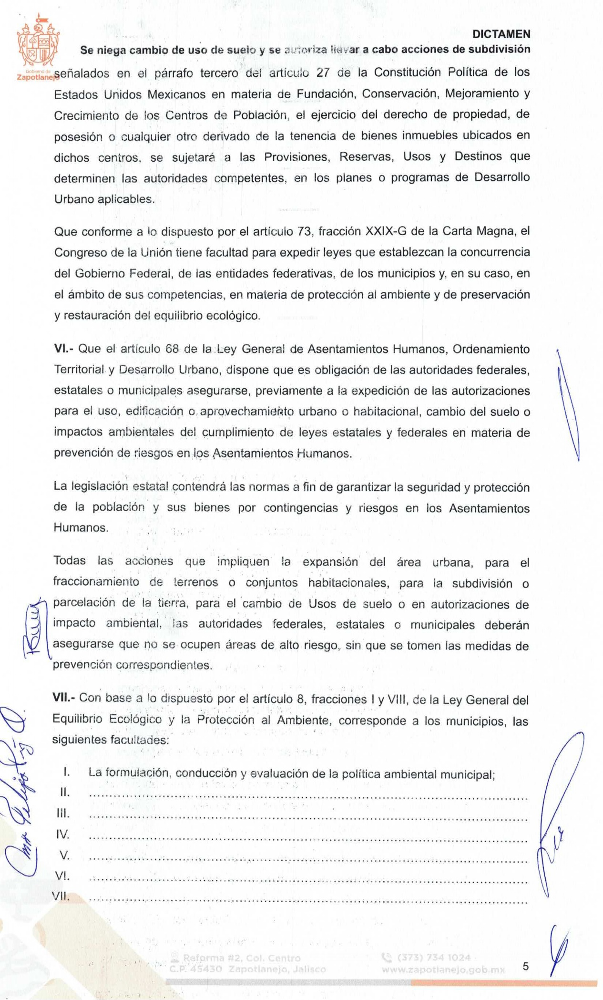 DICTAMEN
Se niega cambio de uso de suelo y se autoriza llevar a cabo acciones de subdivisión
Gobierno de
Zapotlanejo
señalados en el párrafo tercero del artículo 27 de la Constitución Política de los
Estados Unidos Mexicanos en materia de Fundación, Conservación, Mejoramiento y
Crecimiento de los Centros de Población, el ejercicio del derecho de propiedad, de
posesión o cualquier otro derivado de la tenencia de bienes inmuebles ubicados en
dichos centros, se sujetará a las Provisiones, Reservas, Usos y Destinos que
determinen las autoridades competentes, en los planes o programas de Desarrollo
Urbano aplicables.
Que conforme a lo dispuesto por el artículo 73, fracción XXIX-G de la Carta Magna, el
Congreso de la Unión tiene facultad para expedir leyes que establezcan la concurrencia
del Gobierno Federal, de las entidades federativas, de los municipios y, en su caso, en
el ámbito de sus competencias, en materia de protección al ambiente y de preservación
y restauración del equilibrio ecológico.
VI.- Que el artículo 68 de la Ley General de Asentamientos Humanos, Ordenamiento
Territorial y Desarrollo Urbano, dispone que es obligación de las autoridades federales,
estatales o municipales asegurarse, previamente a la expedición de las autorizaciones
para el uso, edificación o aprovechamiento urbano o habitacional, cambio del suelo o
impactos ambientales del cumplimiento de leyes estatales y federales en materia de
prevención de riesgos en los Asentamientos Humanos.
La legislación estatal contendrá las normas a fin de garantizar la seguridad y protección
de la población y sus bienes por contingencias y riesgos en los Asentamientos
Humanos.
Todas las acciones que impliquen la expansión del área urbana, para el
fraccionamiento de terrenos o conjuntos habitacionales, para la subdivisión o
parcelación de la tierra, para el cambio de Usos de suelo o en autorizaciones de
impacto ambiental, las autoridades federales, estatales o municipales deberán
asegurarse que no se ocupen áreas de alto riesgo, sin que se tomen las medidas de
prevención correspondientes.
VII.- Con base a lo dispuesto por el artículo 8, fracciones I y VIII, de la Ley General del
Equilibrio Ecológico y la Protección al Ambiente, corresponde a los municipios, las
siguientes facultades:
I. La formulación, conducción y evaluación de la política ambiental municipal;
II. ....................
III. ....................
IV. ....................
V. ....................
VI. ....................
VII. ....................
Reforma #2, Col. Centro
C.P. 45430 Zapotlanejo, Jalisco
(373) 734 1024
www.zapotlanejo.gob.mx
5